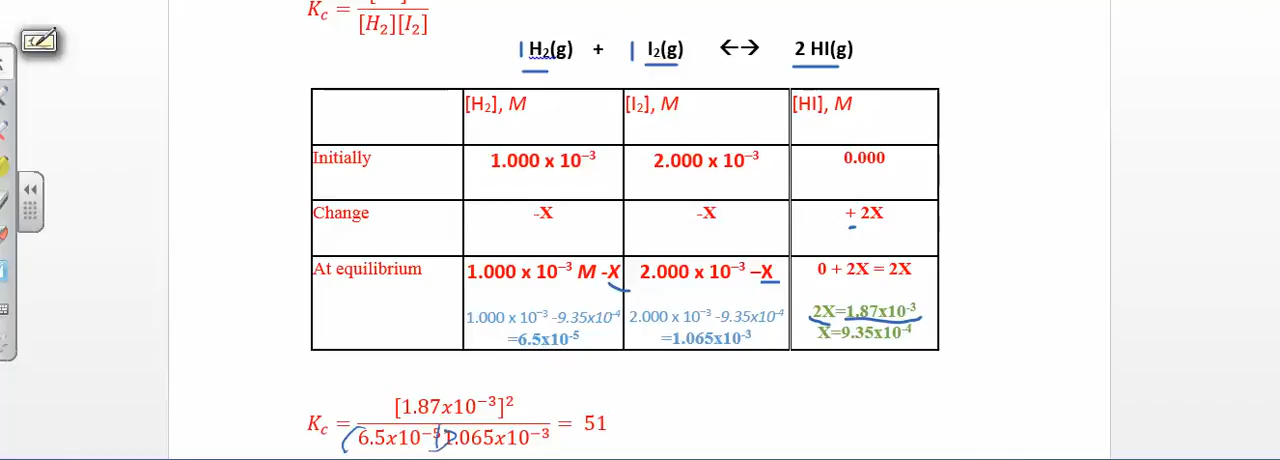 K_c = / [H₂][I₂]
1 H₂(g) + 1 I₂(g) ←→ 2 HI(g)
[H₂], M [I₂], M [HI], M
Initially 1.000 x 10⁻³ 2.000 x 10⁻³ 0.000
Change -X -X + 2X
At equilibrium 1.000 x 10⁻³ M -X 2.000 x 10⁻³ –X 0 + 2X = 2X
1.000 x 10⁻³ -9.35x10⁻⁴ 2.000 x 10⁻³ -9.35x10⁻⁴ 2X=1.87x10⁻³
=6.5x10⁻⁵ =1.065x10⁻³ X=9.35x10⁻⁴
[1.87x10⁻³]²
K_c = = 51
(6.5x10⁻⁵)1.065x10⁻³